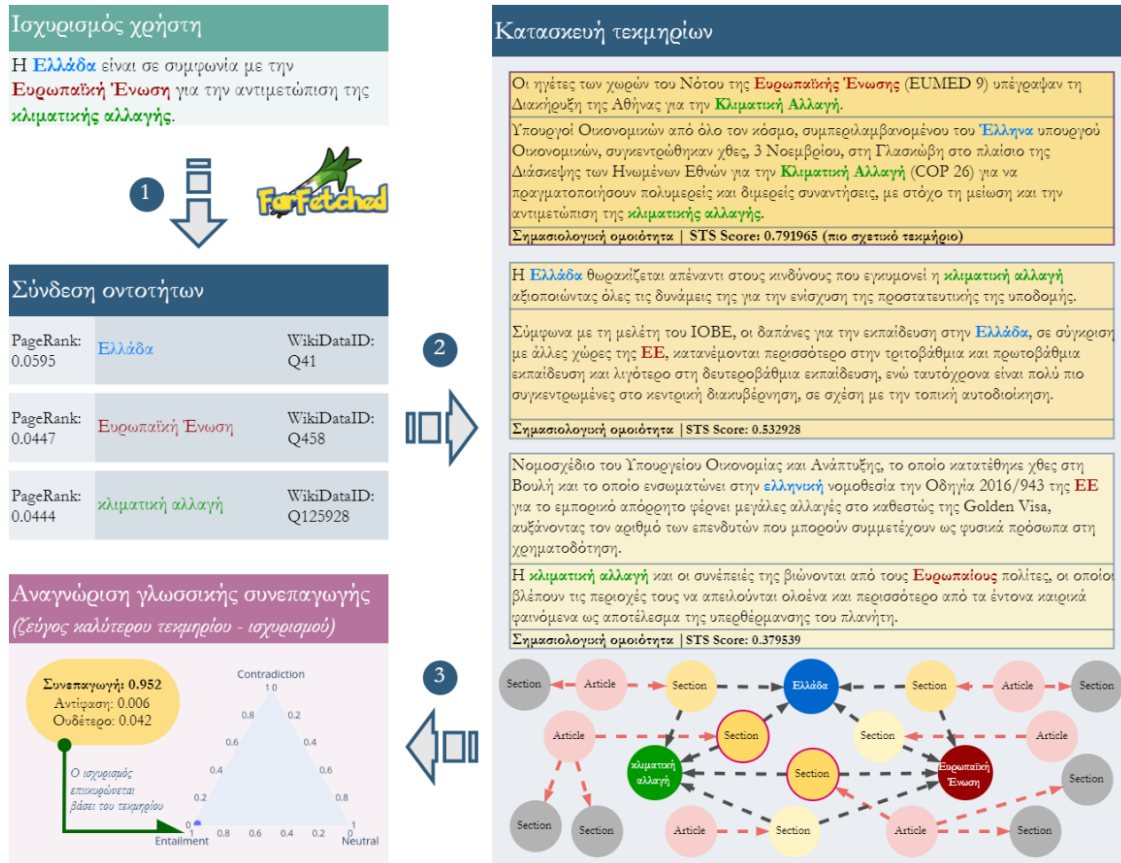 Ισχυρισμός χρήστη
Η Ελλάδα είναι σε συμφωνία με την
Ευρωπαϊκή Ένωση για την αντιμετώπιση της
κλιματικής αλλαγής.
1
FarFetched
Σύνδεση οντοτήτων
PageRank:
0.0595
Ελλάδα
WikiDataID:
Q41
PageRank:
0.0447
Ευρωπαϊκή Ένωση
WikiDataID:
Q458
PageRank:
0.0444
κλιματική αλλαγή
WikiDataID:
Q125928
2
Κατασκευή τεκμηρίων
Οι ηγέτες των χωρών του Νότου της Ευρωπαϊκής Ένωσης (EUMED 9) υπέγραψαν τη
Διακήρυξη της Αθήνας για την Κλιματική Αλλαγή.
Υπουργοί Οικονομικών από όλο τον κόσμο, συμπεριλαμβανομένου του Έλληνα υπουργού
Οικονομικών, συγκεντρώθηκαν χθες, 3 Νοεμβρίου, στη Γλασκώβη στο πλαίσιο της
Διάσκεψης των Ηνωμένων Εθνών για την Κλιματική Αλλαγή (COP 26) για να
πραγματοποιήσουν πολυμερείς και διμερείς συναντήσεις, με στόχο τη μείωση και την
αντιμετώπιση της κλιματικής αλλαγής.
Σημασιολογική ομοιότητα | STS Score: 0.791965 (πιο σχετικό τεκμήριο)
Η Ελλάδα θωρακίζεται απέναντι στους κινδύνους που εγκυμονεί η κλιματική αλλαγή
αξιοποιώντας όλες τις δυνάμεις της για την ενίσχυση της προστατευτικής της υποδομής.
Σύμφωνα με τη μελέτη του ΙΟΒΕ, οι δαπάνες για την εκπαίδευση στην Ελλάδα, σε σύγκριση
με άλλες χώρες της ΕΕ, κατανέμονται περισσότερο στην τριτοβάθμια και πρωτοβάθμια
εκπαίδευση και λιγότερο στη δευτεροβάθμια εκπαίδευση, ενώ ταυτόχρονα είναι πολύ πιο
συγκεντρωμένες στο κεντρική διακυβέρνηση, σε σχέση με την τοπική αυτοδιοίκηση.
Σημασιολογική ομοιότητα | STS Score: 0.532928
Νομοσχέδιο του Υπουργείου Οικονομίας και Ανάπτυξης, το οποίο κατατέθηκε χθες στη
Βουλή και το οποίο ενσωματώνει στην ελληνική νομοθεσία την Οδηγία 2016/943 της ΕΕ
για το εμπορικό απόρρητο φέρνει μεγάλες αλλαγές στο καθεστώς της Golden Visa,
αυξάνοντας τον αριθμό των επενδυτών που μπορούν συμμετέχουν ως φυσικά πρόσωπα στη
χρηματοδότηση.
Η κλιματική αλλαγή και οι συνέπειές της βιώνονται από τους Ευρωπαίους πολίτες, οι οποίοι
βλέπουν τις περιοχές τους να απειλούνται ολοένα και περισσότερο από τα έντονα καιρικά
φαινόμενα ως αποτέλεσμα της υπερθέρμανσης του πλανήτη.
Σημασιολογική ομοιότητα | STS Score: 0.379539
Section
Article
Section
Ελλάδα
Section
Article
Section
Article
Section
Section
Article
κλιματική
αλλαγή
Section
Ευρωπαϊκή
Ένωση
Section
Section
Section
Article
Section
Article
Section
3
Αναγνώριση γλωσσικής συνεπαγωγής
(ζεύγος καλύτερου τεκμηρίου - ισχυρισμού)
Συνεπαγωγή: 0.952
Αντίφαση: 0.006
Ουδέτερο: 0.042
Ο ισχυρισμός
επικυρώνεται
βάσει του τεκμηρίου
Contradiction
1 0
0.8 0.2
0.6 0.4
0.4 0.6
0.2 0.8
0 1
1 0.8 0.6 0.4 0.2 0
Entailment Neutral